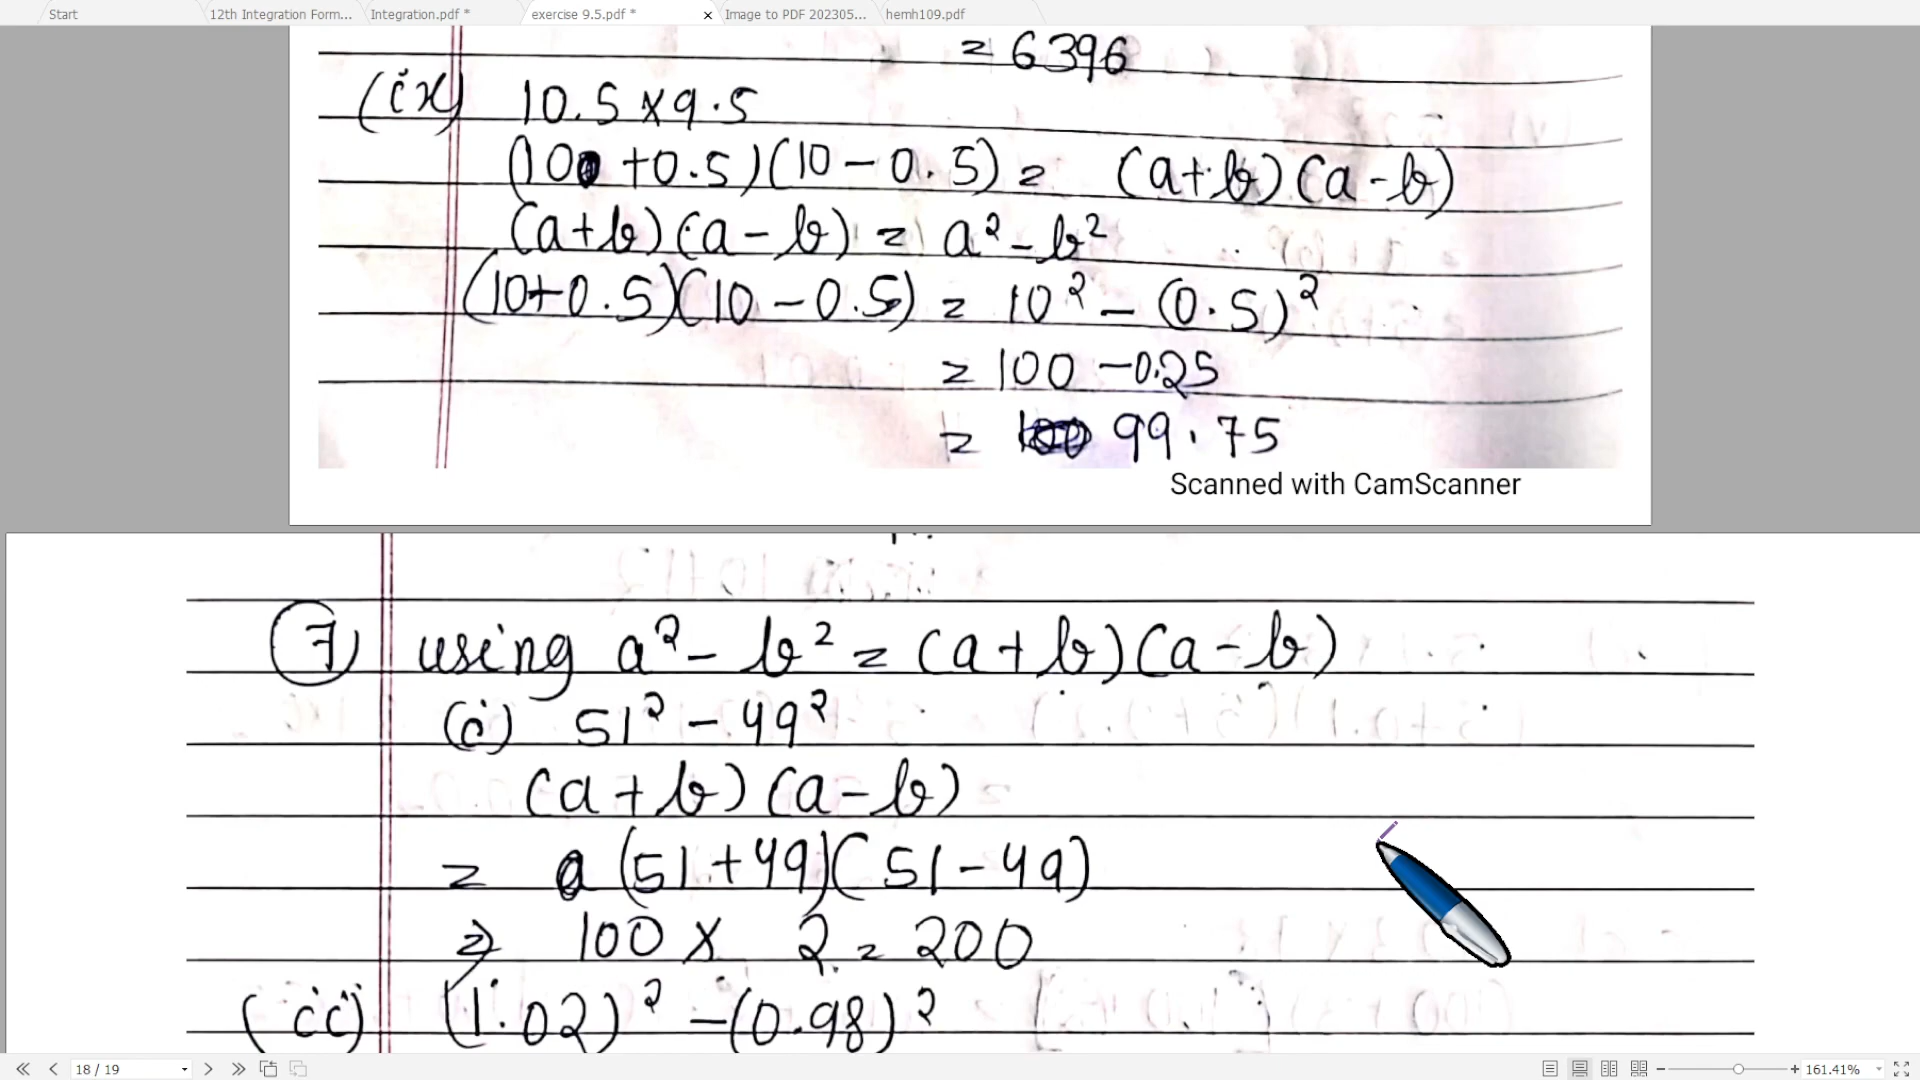 Start 12th Integration Form... Integration.pdf * exercise 9.5.pdf * × Image to PDF 202305... hemh109.pdf
= 6396
(ix) 10.5 × 9.5
(10 + 0.5)(10 - 0.5) = (a+b)(a-b)
(a+b)(a-b) = a² - b²
(10+0.5)(10-0.5) = 10² - (0.5)²
= 100 - 0.25
= 99.75
Scanned with CamScanner
7) using a² - b² = (a+b)(a-b)
(i) 51² - 49²
(a+b)(a-b)
= (51+49)(51-49)
⇒ 100 × 2 = 200
(ii) (1.02)² - (0.98)²
18 / 19 161.41%